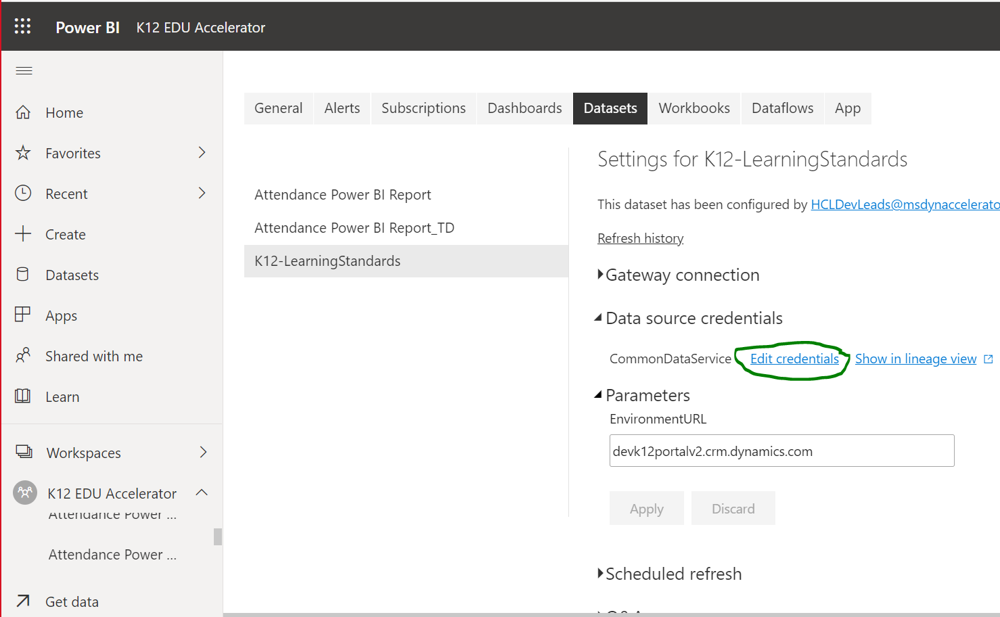 Power BI K12 EDU Accelerator
Home
Favorites
Recent
Create
Datasets
Apps
Shared with me
Learn
Workspaces
K12 EDU Accelerator
Attendance Power ...
Attendance Power ...
Get data
General Alerts Subscriptions Dashboards Datasets Workbooks Dataflows App
Attendance Power BI Report
Attendance Power BI Report_TD
K12-LearningStandards
Settings for K12-LearningStandards
This dataset has been configured by HCLDevLeads@msdynaccelerato
Refresh history
Gateway connection
Data source credentials
CommonDataService Edit credentials Show in lineage view
Parameters
EnvironmentURL
devk12portalv2.crm.dynamics.com
Apply Discard
Scheduled refresh